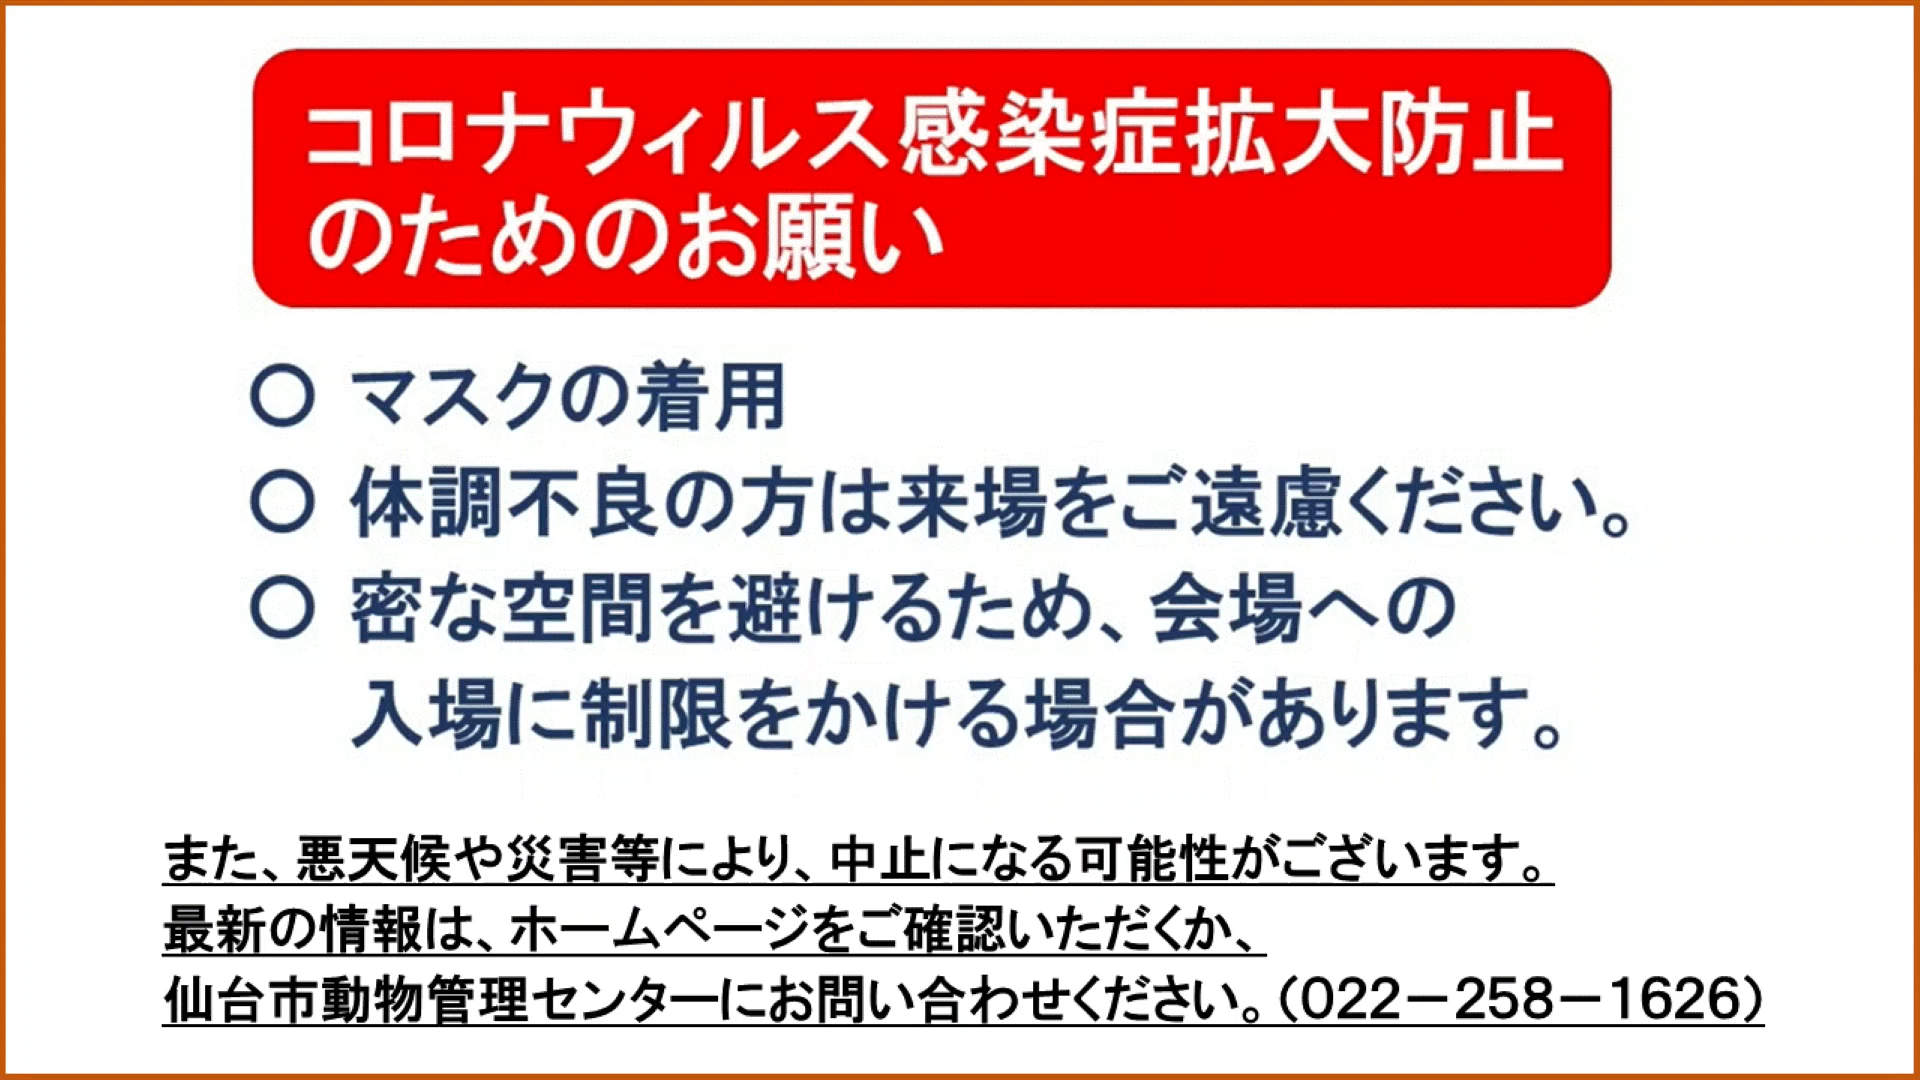 コロナウィルス感染症拡大防止
のためのお願い
○ マスクの着用
○ 体調不良の方は来場をご遠慮ください。
○ 密な空間を避けるため、会場への
入場に制限をかける場合があります。
また、悪天候や災害等により、中止になる可能性がございます。
最新の情報は、ホームページをご確認いただくか、
仙台市動物管理センターにお問い合わせください。（022－258－1626）